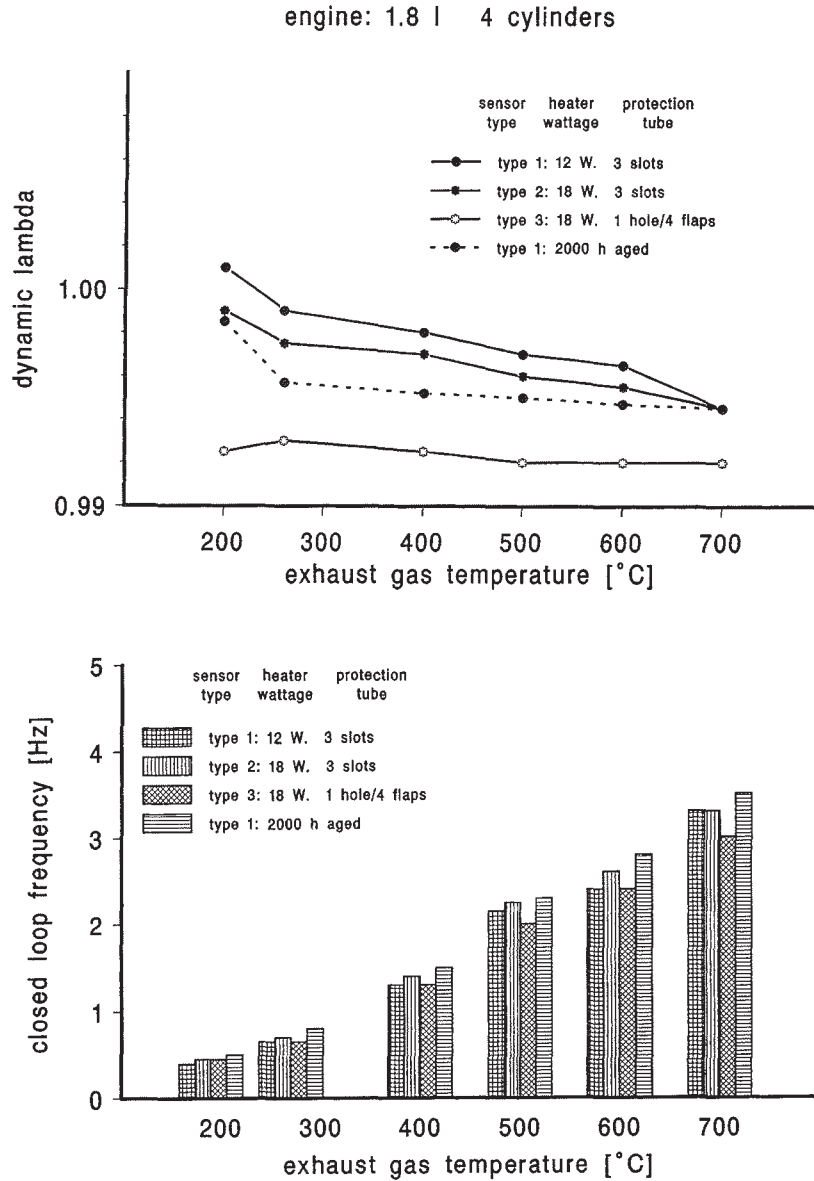 engine: 1.8 l 4 cylinders
sensor heater protection
type wattage tube
type 1: 12 W. 3 slots
type 2: 18 W. 3 slots
type 3: 18 W. 1 hole/4 flaps
type 1: 2000 h aged
dynamic lambda
1.00
0.99
200 300 400 500 600 700
exhaust gas temperature [°C]
sensor heater protection
type wattage tube
type 1: 12 W. 3 slots
type 2: 18 W. 3 slots
type 3: 18 W. 1 hole/4 flaps
type 1: 2000 h aged
closed loop frequency [Hz]
5
4
3
2
1
0
200 300 400 500 600 700
exhaust gas temperature [°C]